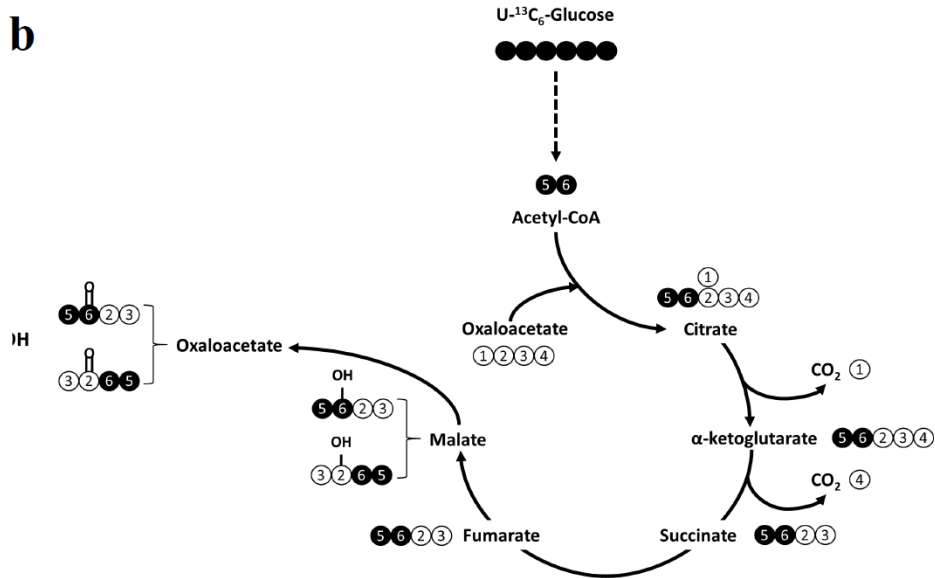 b
U-¹³C₆-Glucose
5 6
Acetyl-CoA
1
5 6 2 3 4
Citrate
Oxaloacetate
1 2 3 4
CO₂ 1
α-ketoglutarate 5 6 2 3 4
CO₂ 4
Succinate 5 6 2 3
5 6 2 3 Fumarate
OH
5 6 2 3
Malate
OH
3 2 6 5
O
5 6 2 3
Oxaloacetate
O
3 2 6 5